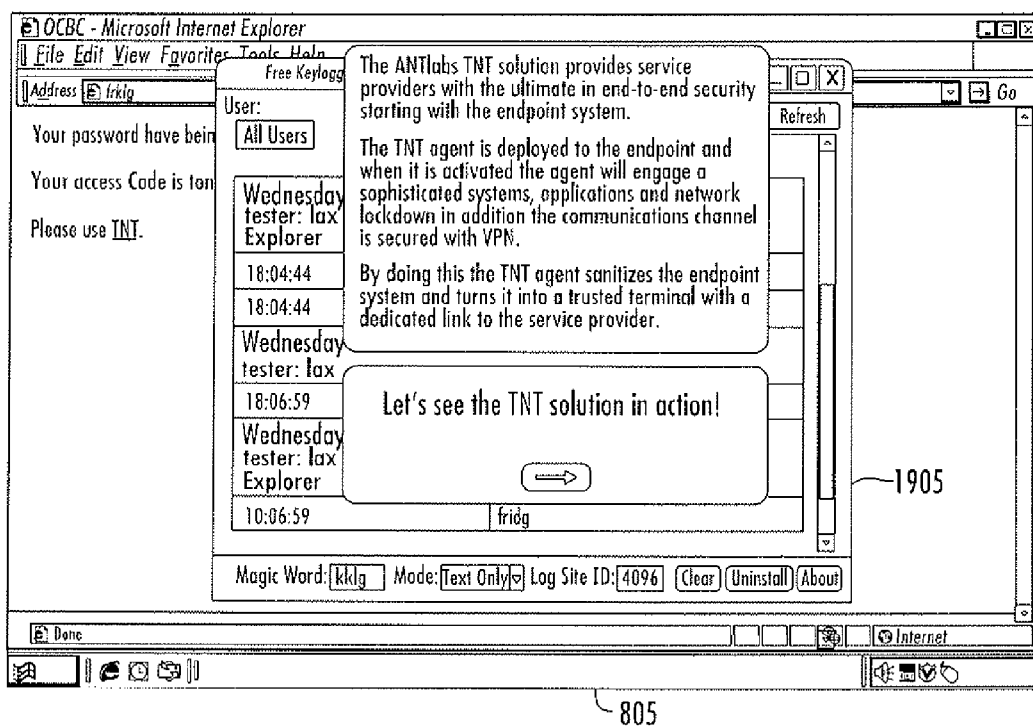 OCBC - Microsoft Internet Explorer
File Edit View Favorites Tools Help
Address frklg
Go
Your password have bein
Your access Code is ton
Please use TNT.
Free Keylogg
User:
All Users
Refresh
Wednesday
tester: lax
Explorer
18:04:44
18:04:44
Wednesday
tester: lax
18:06:59
Wednesday
tester: lax
Explorer
10:06:59 fridg
The ANTlabs TNT solution provides service
providers with the ultimate in end-to-end security
starting with the endpoint system.
The TNT agent is deployed to the endpoint and
when it is activated the agent will engage a
sophisticated systems, applications and network
lockdown in addition the communications channel
is secured with VPN.
By doing this the TNT agent sanitizes the endpoint
system and turns it into a trusted terminal with a
dedicated link to the service provider.
Let's see the TNT solution in action!
Magic Word: kklg Mode: Text Only Log Site ID: 4096 Clear Uninstall About
Done
Internet
1905
805